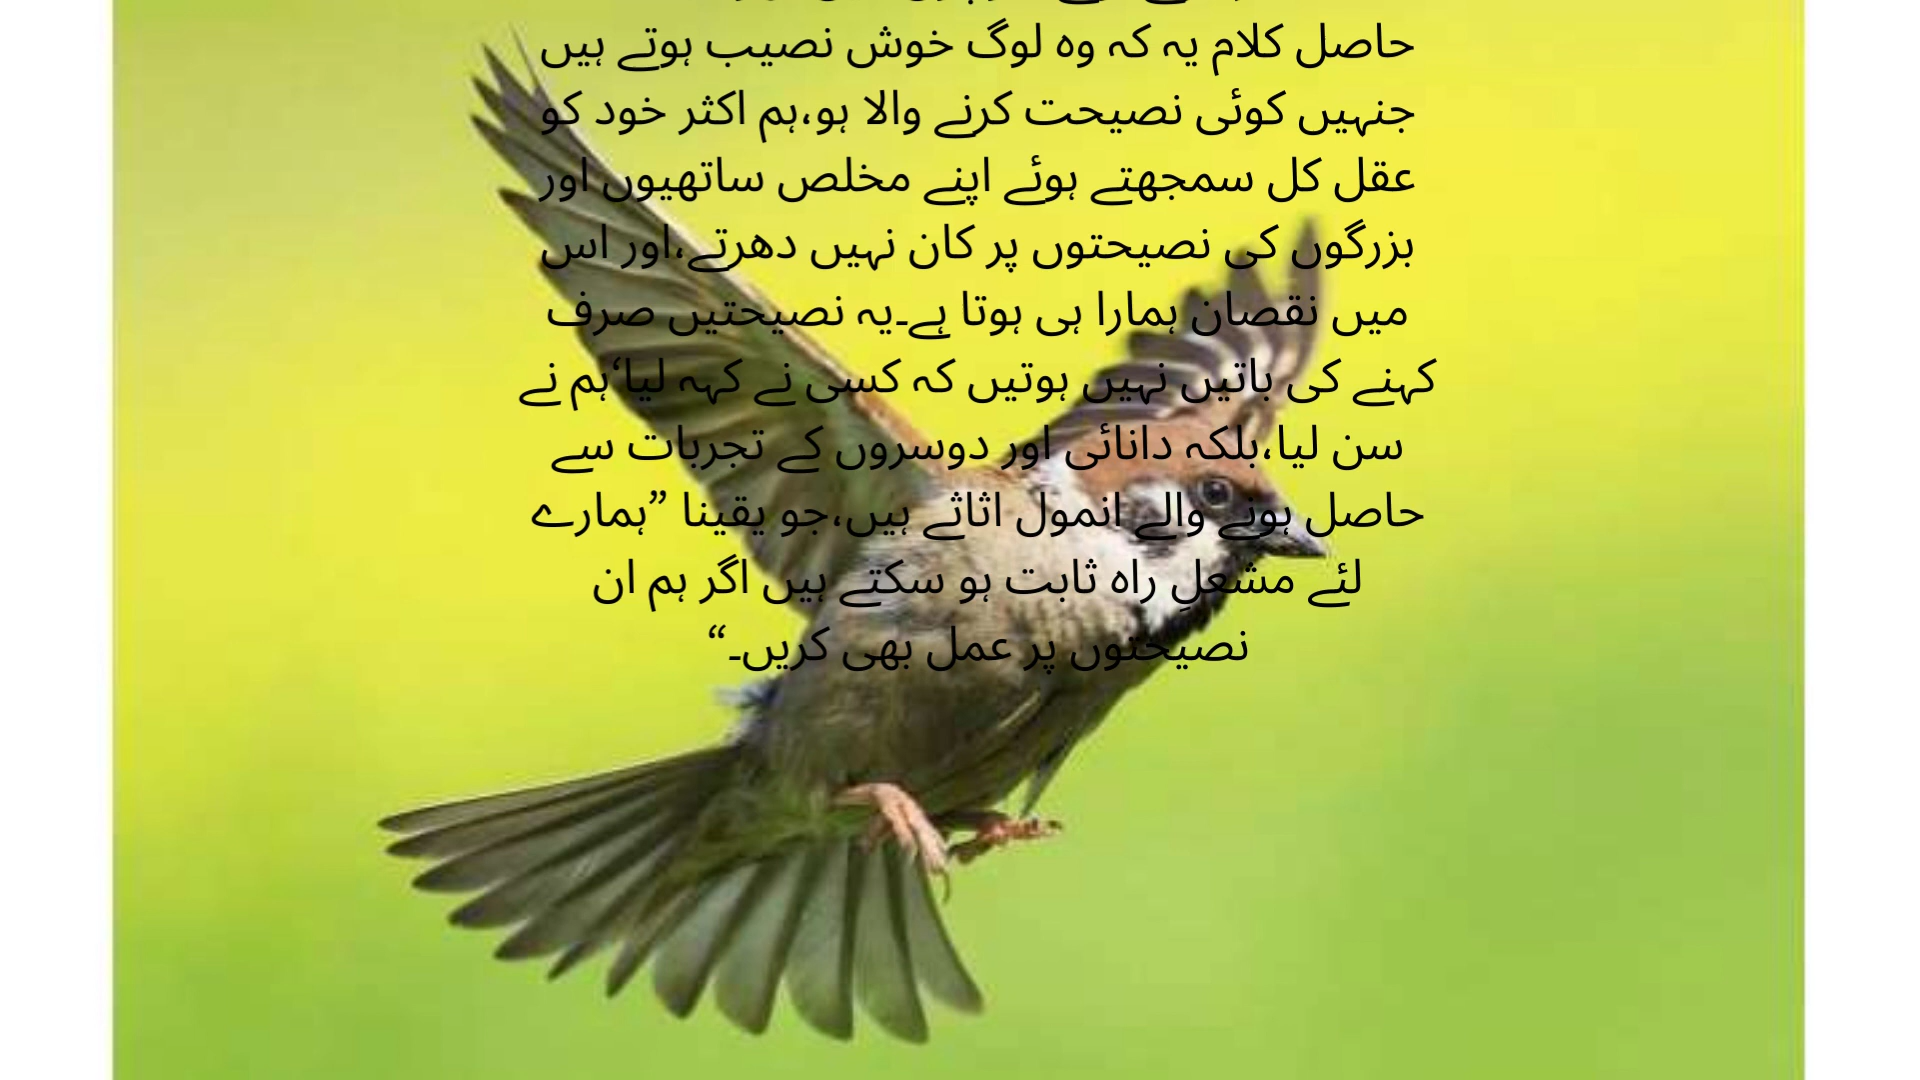 حاصل کلام یہ کہ وہ لوگ خوش نصیب ہوتے ہیں
جنہیں کوئی نصیحت کرنے والا ہو،ہم اکثر خود کو
عقل کل سمجھتے ہوئے اپنے مخلص ساتھیوں اور
بزرگوں کی نصیحتوں پر کان نہیں دھرتے،اور اس
میں نقصان ہمارا ہی ہوتا ہے۔یہ نصیحتیں صرف
کہنے کی باتیں نہیں ہوتیں کہ کسی نے کہہ لیا‘ہم نے
سن لیا،بلکہ دانائی اور دوسروں کے تجربات سے
حاصل ہونے والے انمول اثاثے ہیں،جو یقینا ”ہمارے
لئے مشعلِ راہ ثابت ہو سکتے ہیں اگر ہم ان
نصیحتوں پر عمل بھی کریں۔“